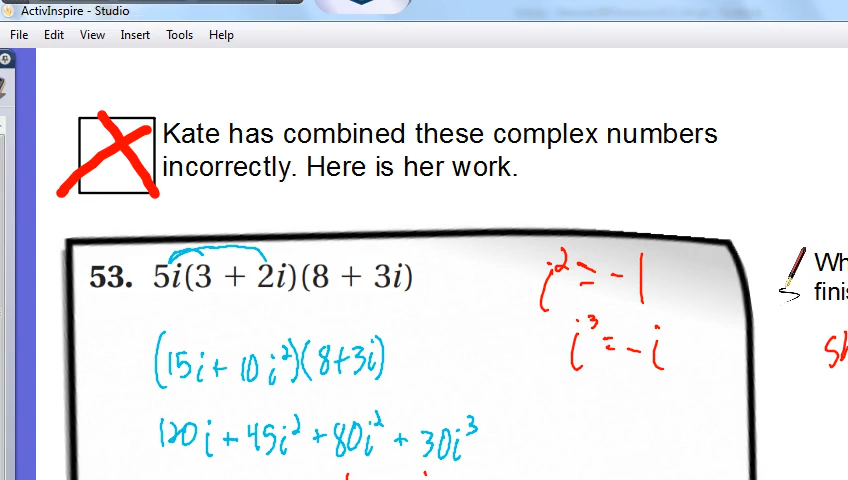 ActivInspire - Studio
File Edit View Insert Tools Help
Kate has combined these complex numbers
incorrectly. Here is her work.
53. 5i(3 + 2i)(8 + 3i)
i² = -1
i³ = -i
(15i + 10i²)(8+3i)
120i + 45i² + 80i² + 30i³